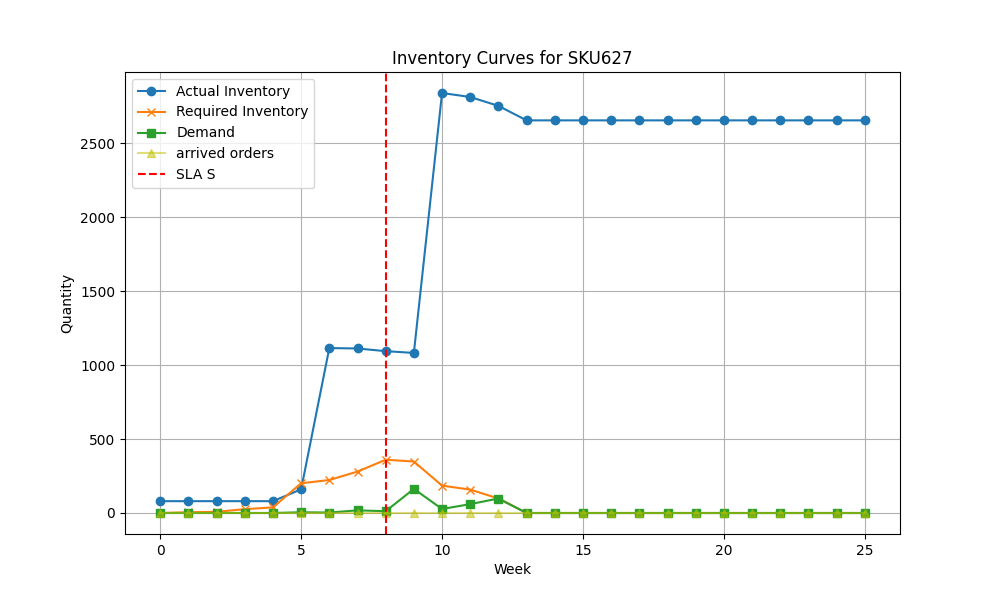 Inventory Curves for SKU627
Actual Inventory
Required Inventory
Demand
arrived orders
SLA S
Quantity
2500
2000
1500
1000
500
0
0 5 10 15 20 25
Week